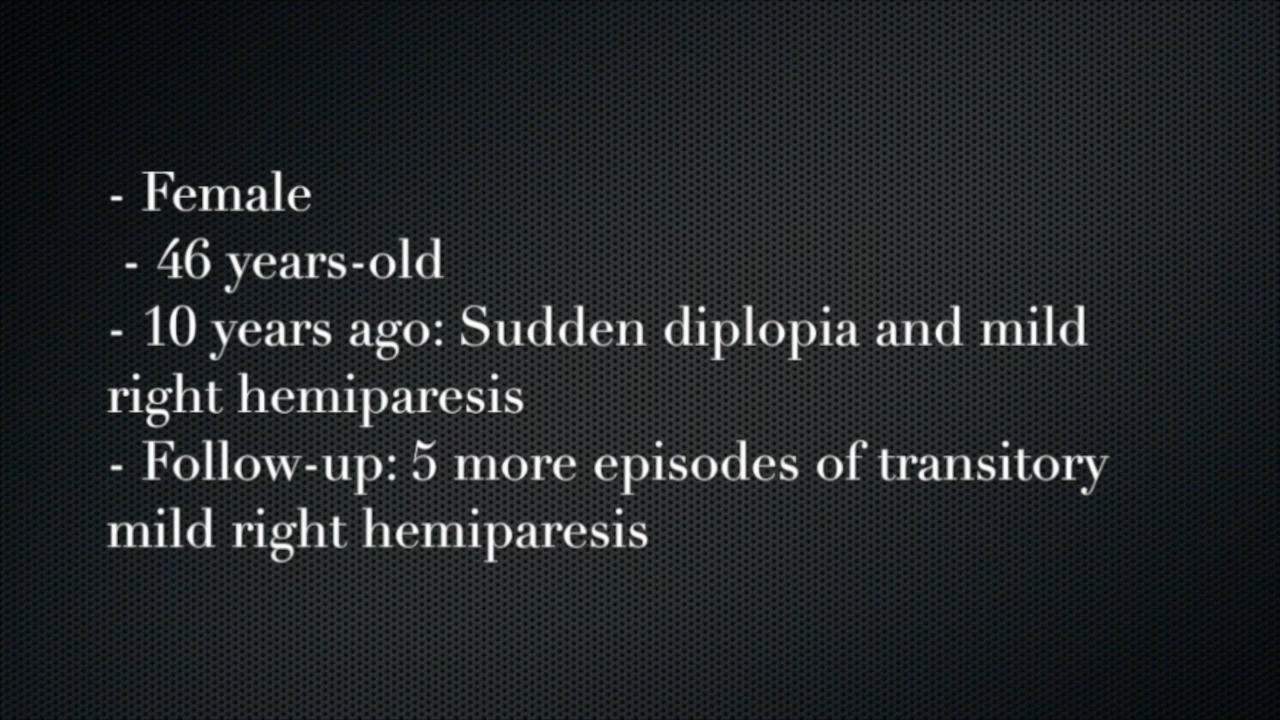 - Female
- 46 years-old
- 10 years ago: Sudden diplopia and mild
right hemiparesis
- Follow-up: 5 more episodes of transitory
mild right hemiparesis